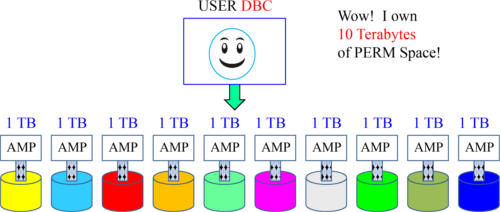 USER DBC
Wow! I own
10 Terabytes
of PERM Space!
1 TB 1 TB 1 TB 1 TB 1 TB 1 TB 1 TB 1 TB 1 TB 1 TB
AMP AMP AMP AMP AMP AMP AMP AMP AMP AMP